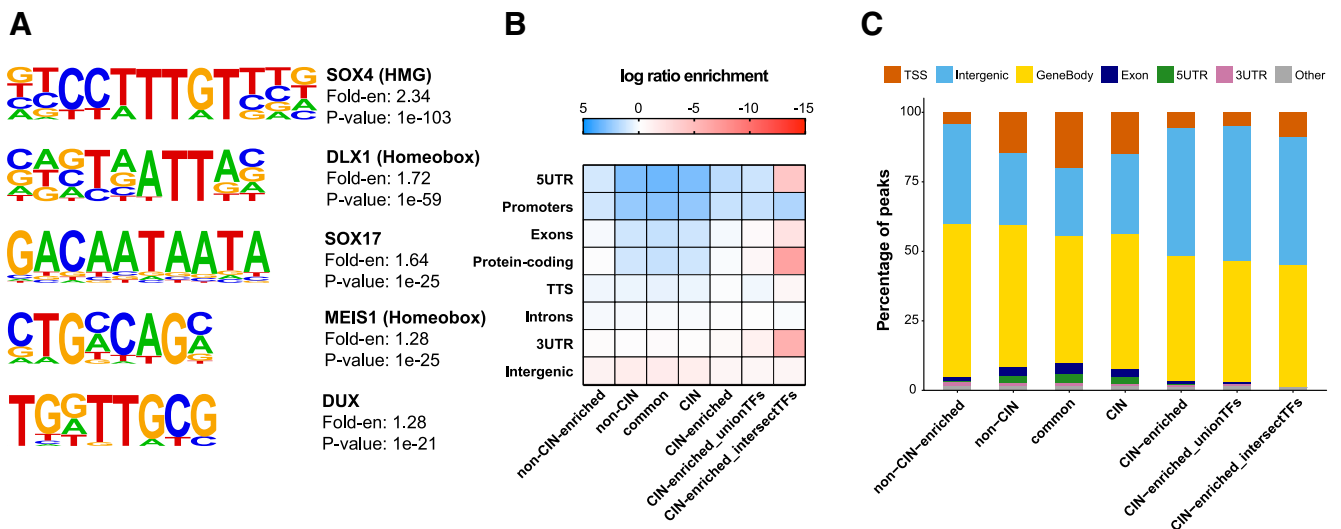 A
SOX4 (HMG)
Fold-en: 2.34
P-value: 1e-103
DLX1 (Homeobox)
Fold-en: 1.72
P-value: 1e-59
SOX17
Fold-en: 1.64
P-value: 1e-25
MEIS1 (Homeobox)
Fold-en: 1.28
P-value: 1e-25
DUX
Fold-en: 1.28
P-value: 1e-21
B
log ratio enrichment
5 0 -5 -10 -15
5UTR
Promoters
Exons
Protein-coding
TTS
Introns
3UTR
Intergenic
non-CIN-enriched
non-CIN
common
CIN
CIN-enriched
CIN-enriched_unionTFs
CIN-enriched_intersectTFs
C
TSS Intergenic GeneBody Exon 5UTR 3UTR Other
Percentage of peaks
100
75
50
25
0
non−CIN−enriched
non−CIN
common
CIN
CIN−enriched
CIN−enriched_unionTFs
CIN−enriched_intersectTFs